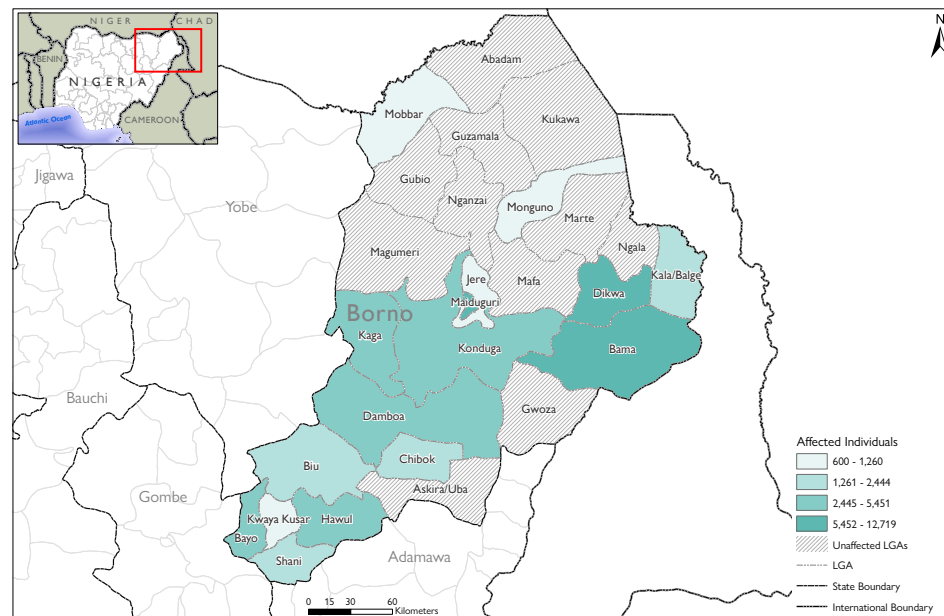 NIGER
CHAD
BENIN
NIGERIA
Atlantic Ocean
CAMEROON
N
Abadam
Mobbar
Kukawa
Guzamala
Jigawa
Gubio
Yobe
Nganzai
Monguno
Marte
Magumeri
Ngala
Jere
Mafa
Kala/Balge
Dikwa
Maiduguri
Borno
Kaga
Konduga
Bama
Bauchi
Damboa
Gwoza
Chibok
Biu
Askira/Uba
Gombe
Kwaya Kusar
Hawul
Bayo
Shani
Adamawa
Affected Individuals
600 - 1,260
1,261 - 2,444
2,445 - 5,451
5,452 - 12,719
Unaffected LGAs
LGA
State Boundary
International Boundary
0 15 30 60
Kilometers